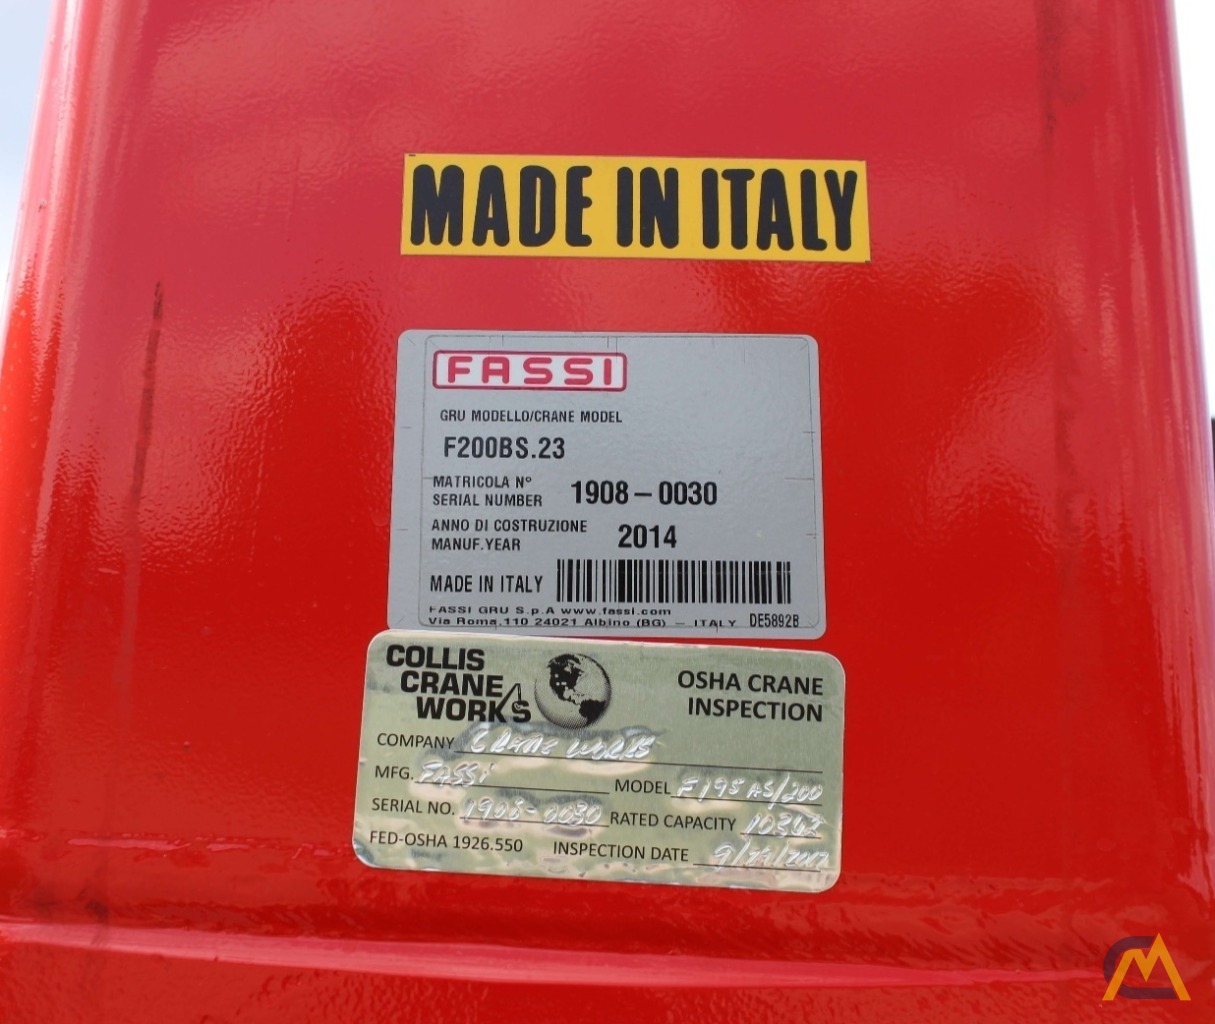 MADE IN ITALY
FASSI
GRU MODELLO/CRANE MODEL
F200BS.23
MATRICOLA N°
SERIAL NUMBER 1908-0030
ANNO DI COSTRUZIONE
MANUF.YEAR 2014
MADE IN ITALY
FASSI GRU S.p.A www.fassi.com
Via Roma,110 24021 Albino (BG) - ITALY DE5892B
COLLIS
CRANE
WORKS
OSHA CRANE
INSPECTION
COMPANY CRANE WORKS
MFG. FASSi MODEL F195AS/200
SERIAL NO. 1908-0030 RATED CAPACITY
FED-OSHA 1926.550 INSPECTION DATE